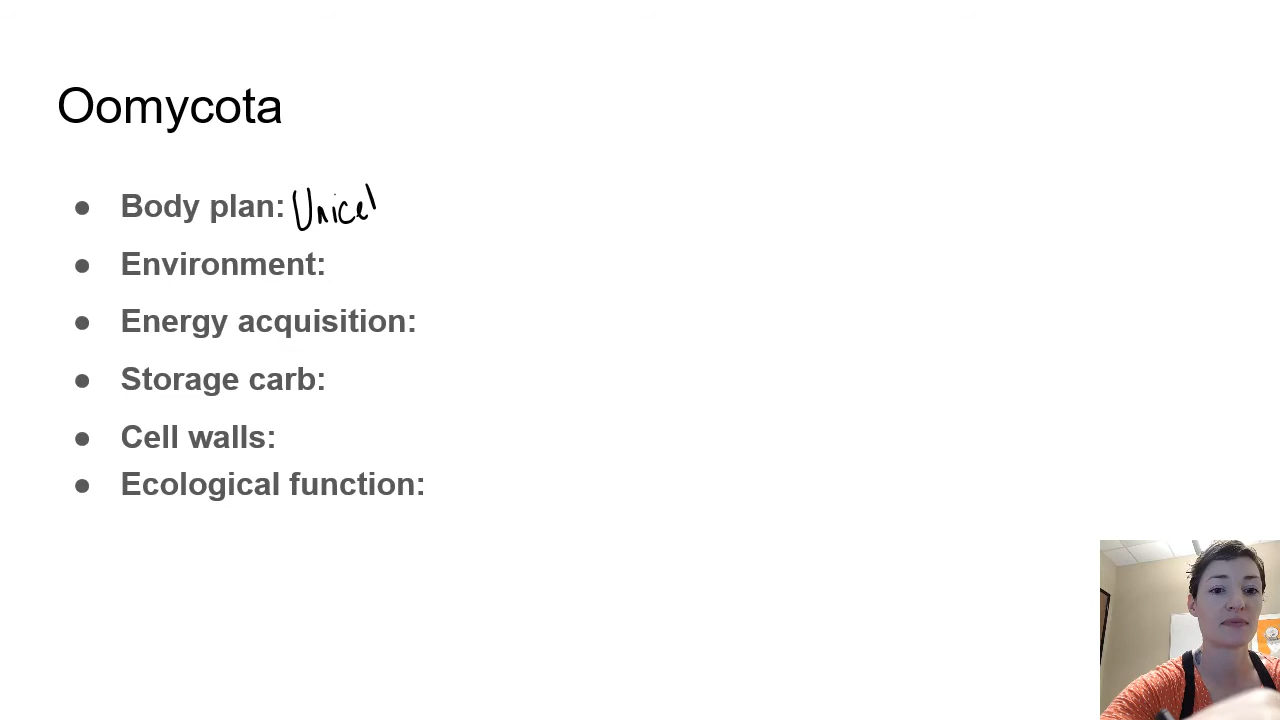 Oomycota
● Body plan: Unicel
● Environment:
● Energy acquisition:
● Storage carb:
● Cell walls:
● Ecological function: